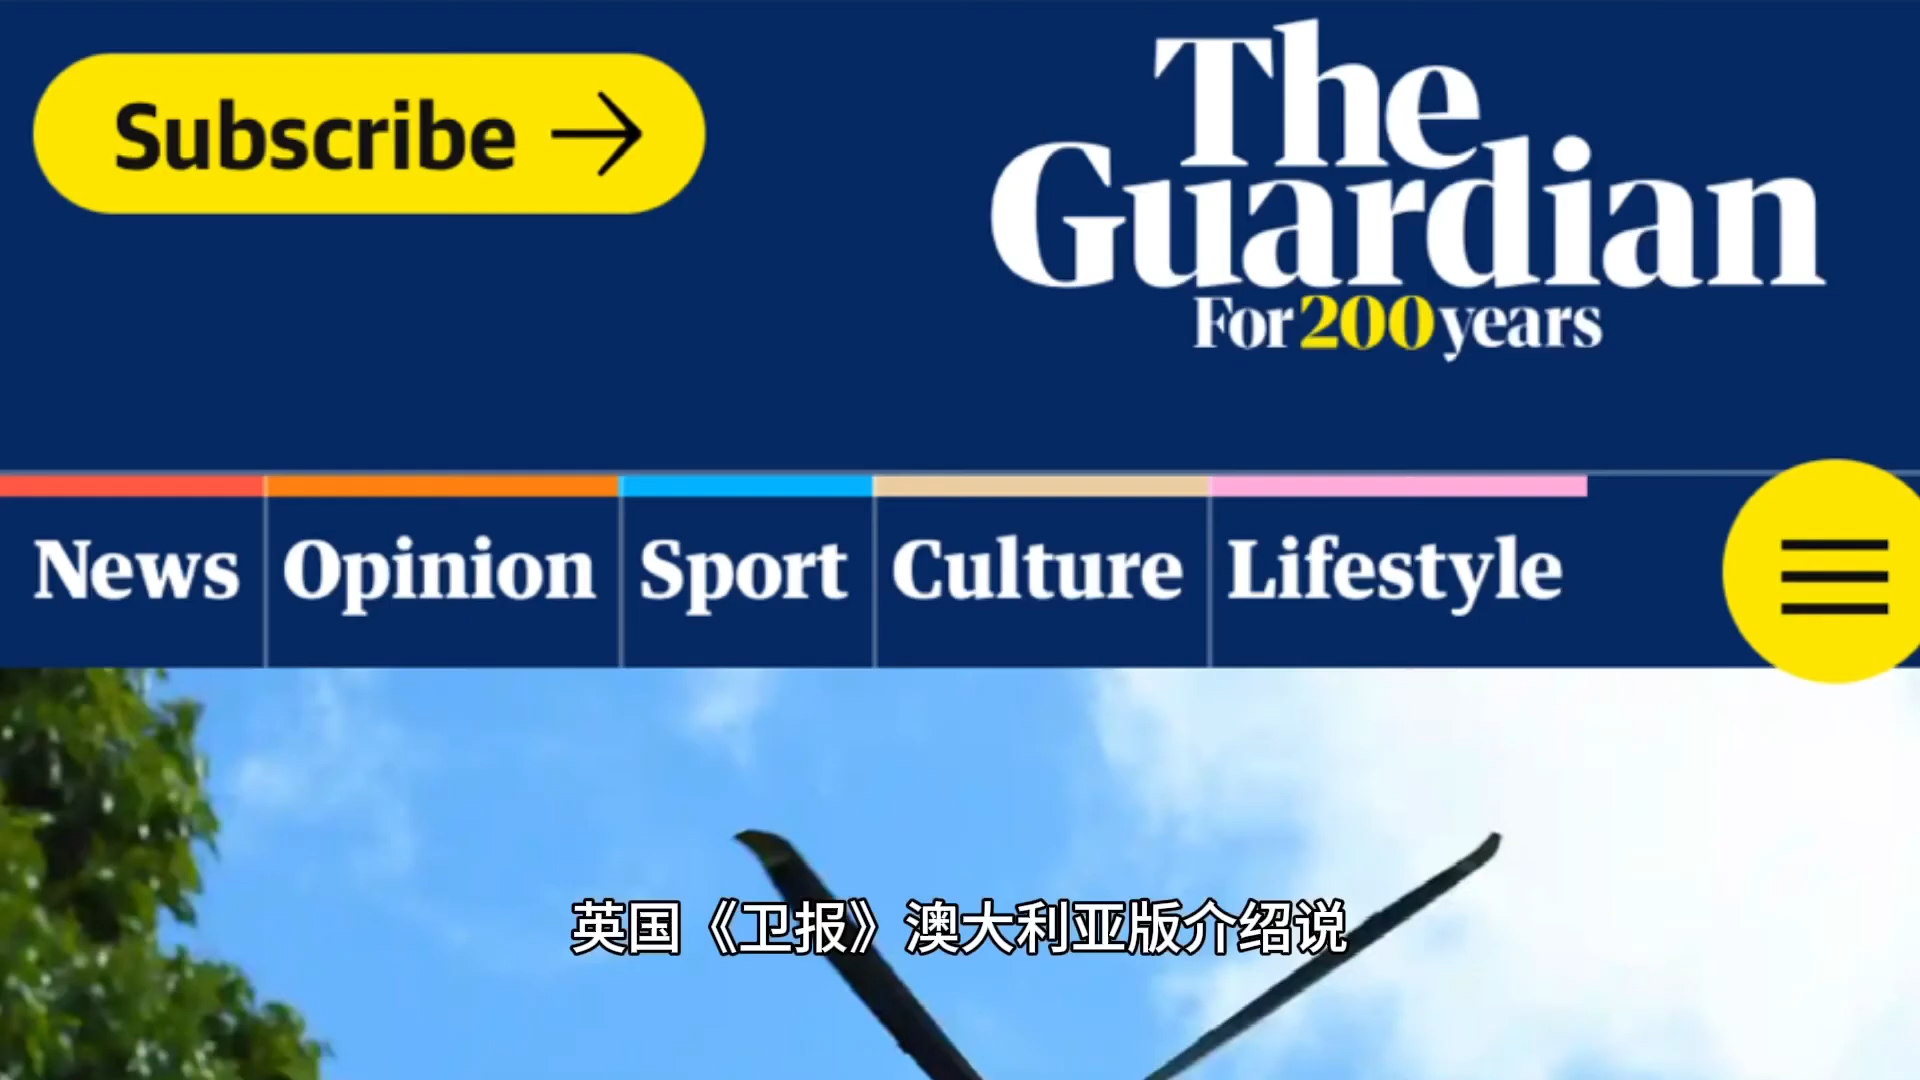 Subscribe
The
Guardian
For 200 years
News Opinion Sport Culture Lifestyle
英国《卫报》澳大利亚版介绍说